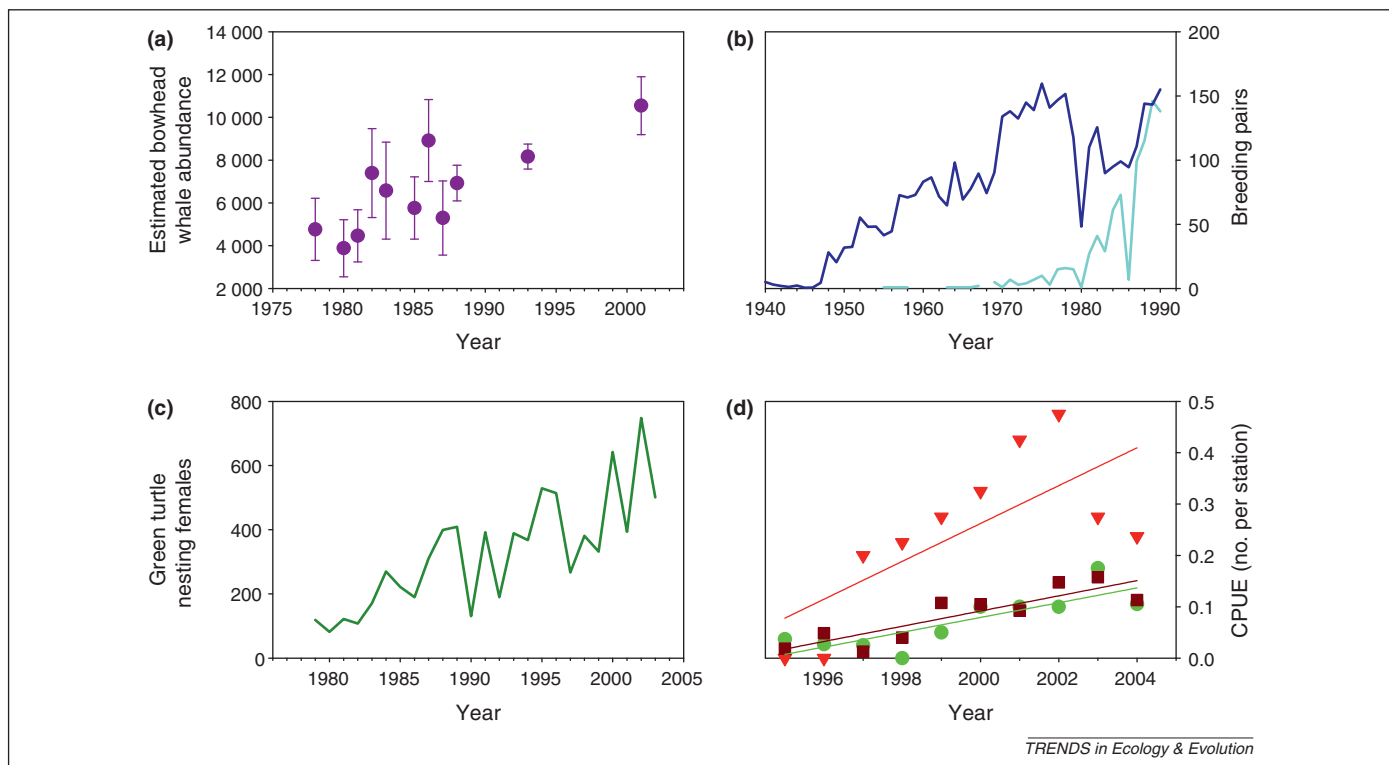 (a)
Estimated bowhead
whale abundance
14 000
12 000
10 000
8 000
6 000
4 000
2 000
1975 1980 1985 1990 1995 2000
Year
(b)
200
150
100
50
0
Breeding pairs
1940 1950 1960 1970 1980 1990
Year
(c)
Green turtle
nesting females
800
600
400
200
0
1980 1985 1990 1995 2000 2005
Year
(d)
0.5
0.4
0.3
0.2
0.1
0.0
CPUE (no. per station)
1996 1998 2000 2002 2004
Year
TRENDS in Ecology & Evolution